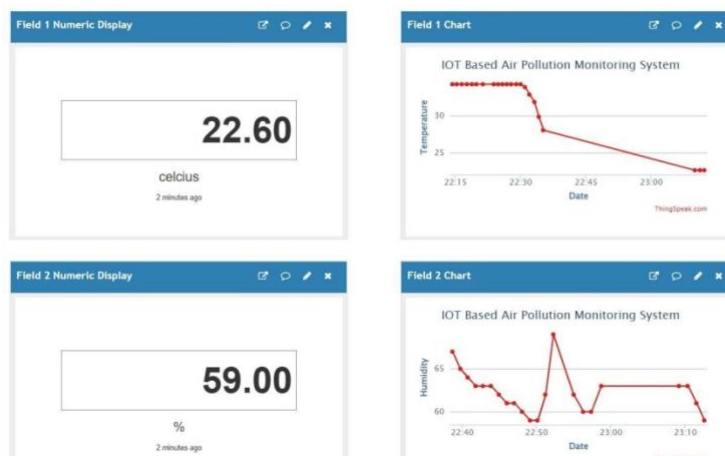 Field 1 Numeric Display
22.60
celcius
2 minutes ago
Field 1 Chart
IOT Based Air Pollution Monitoring System
Temperature
30
25
22:15 22:30 22:45 23:00
Date
ThingSpeak.com
Field 2 Numeric Display
59.00
%
2 minutes ago
Field 2 Chart
IOT Based Air Pollution Monitoring System
Humidity
65
60
22:40 22:50 23:00 23:10
Date